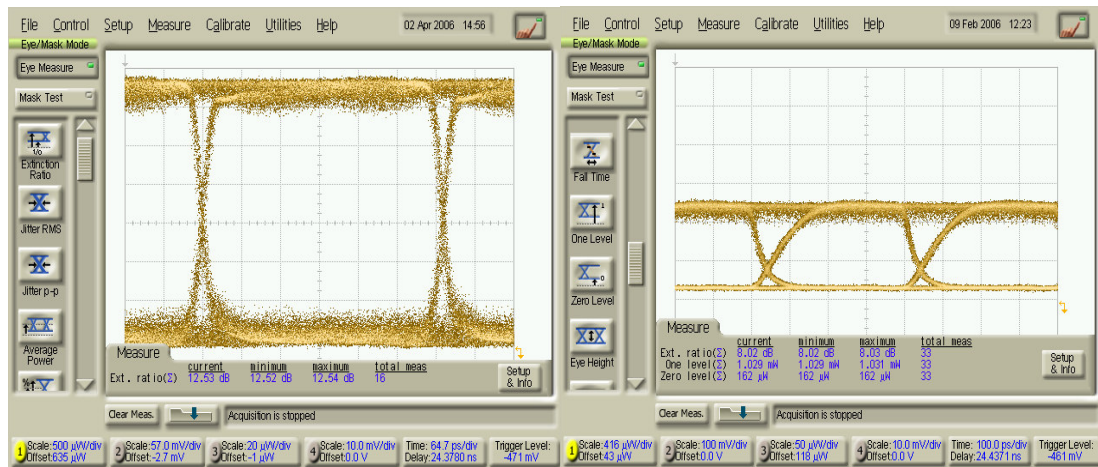 File Control Setup Measure Calibrate Utilities Help 02 Apr 2006 14:56
Eye/Mask Mode
Eye Measure
Mask Test
Extinction
Ratio
Jitter RMS
Jitter p-p
Average
Power
Measure
current minimum maximum total meas
Ext. ratio(Σ) 12.53 dB 12.52 dB 12.54 dB 16
Setup
& Info
Clear Meas. Acquisition is stopped
1 Scale:500 µW/div
Offset:635 µW
2 Scale:57.0 mV/div
Offset:-2.7 mV
3 Scale:20 µW/div
Offset:-1 µW
4 Scale:10.0 mV/div
Offset:0.0 V
Time: 64.7 ps/div
Delay:24.3780 ns
Trigger Level:
-471 mV
File Control Setup Measure Calibrate Utilities Help 09 Feb 2006 12:23
Eye/Mask Mode
Eye Measure
Mask Test
Fall Time
One Level
Zero Level
Eye Height
Measure
current minimum maximum total meas
Ext. ratio(Σ) 8.02 dB 8.02 dB 8.03 dB 33
One level(Σ) 1.029 mW 1.029 mW 1.031 mW 33
Zero level(Σ) 162 µW 162 µW 162 µW 33
Setup
& Info
Clear Meas. Acquisition is stopped
1 Scale:416 µW/div
Offset:43 µW
2 Scale:100 mV/div
Offset:0.0 V
3 Scale:50 µW/div
Offset:118 µW
4 Scale:10.0 mV/div
Offset:0.0 V
Time: 100.0 ps/div
Delay:24.4371 ns
Trigger Level:
-461 mV